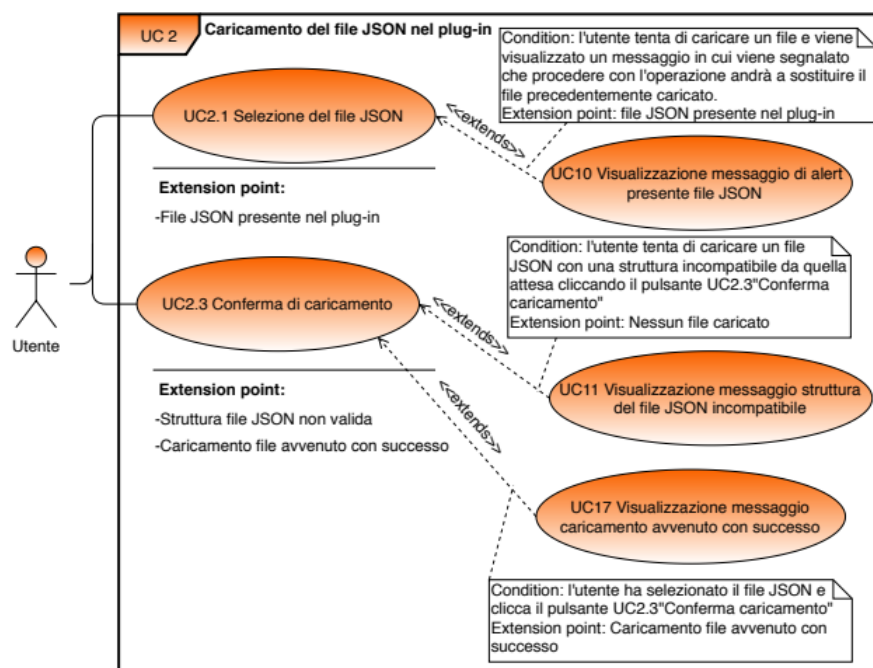 UC 2
Caricamento del file JSON nel plug-in
Condition: l'utente tenta di caricare un file e viene
visualizzato un messaggio in cui viene segnalato
che procedere con l'operazione andrà a sostituire il
file precedentemente caricato.
Extension point: file JSON presente nel plug-in
UC2.1 Selezione del file JSON
<<extends>>
UC10 Visualizzazione messaggio di alert
presente file JSON
Extension point:
-File JSON presente nel plug-in
Condition: l'utente tenta di caricare un file
JSON con una struttura incompatibile da quella
attesa cliccando il pulsante UC2.3"Conferma
caricamento"
Extension point: Nessun file caricato
Utente
UC2.3 Conferma di caricamento
<<extends>>
UC11 Visualizzazione messaggio struttura
del file JSON incompatibile
Extension point:
-Struttura file JSON non valida
-Caricamento file avvenuto con successo
<<extends>>
UC17 Visualizzazione messaggio
caricamento avvenuto con successo
Condition: l'utente ha selezionato il file JSON e
clicca il pulsante UC2.3"Conferma caricamento"
Extension point: Caricamento file avvenuto con
successo